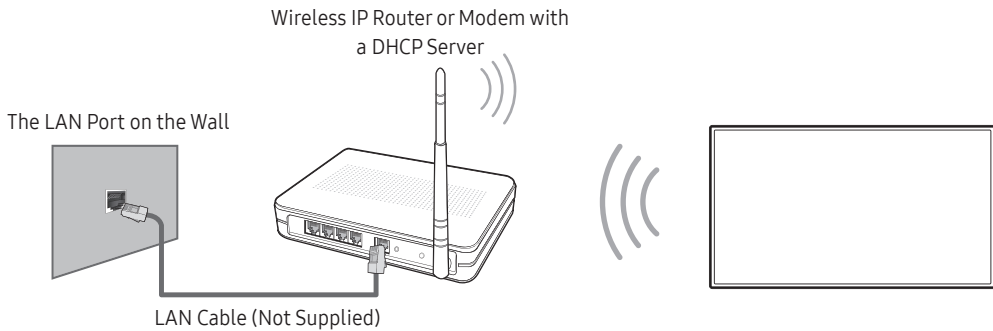 Wireless IP Router or Modem with
a DHCP Server
The LAN Port on the Wall
LAN Cable (Not Supplied)